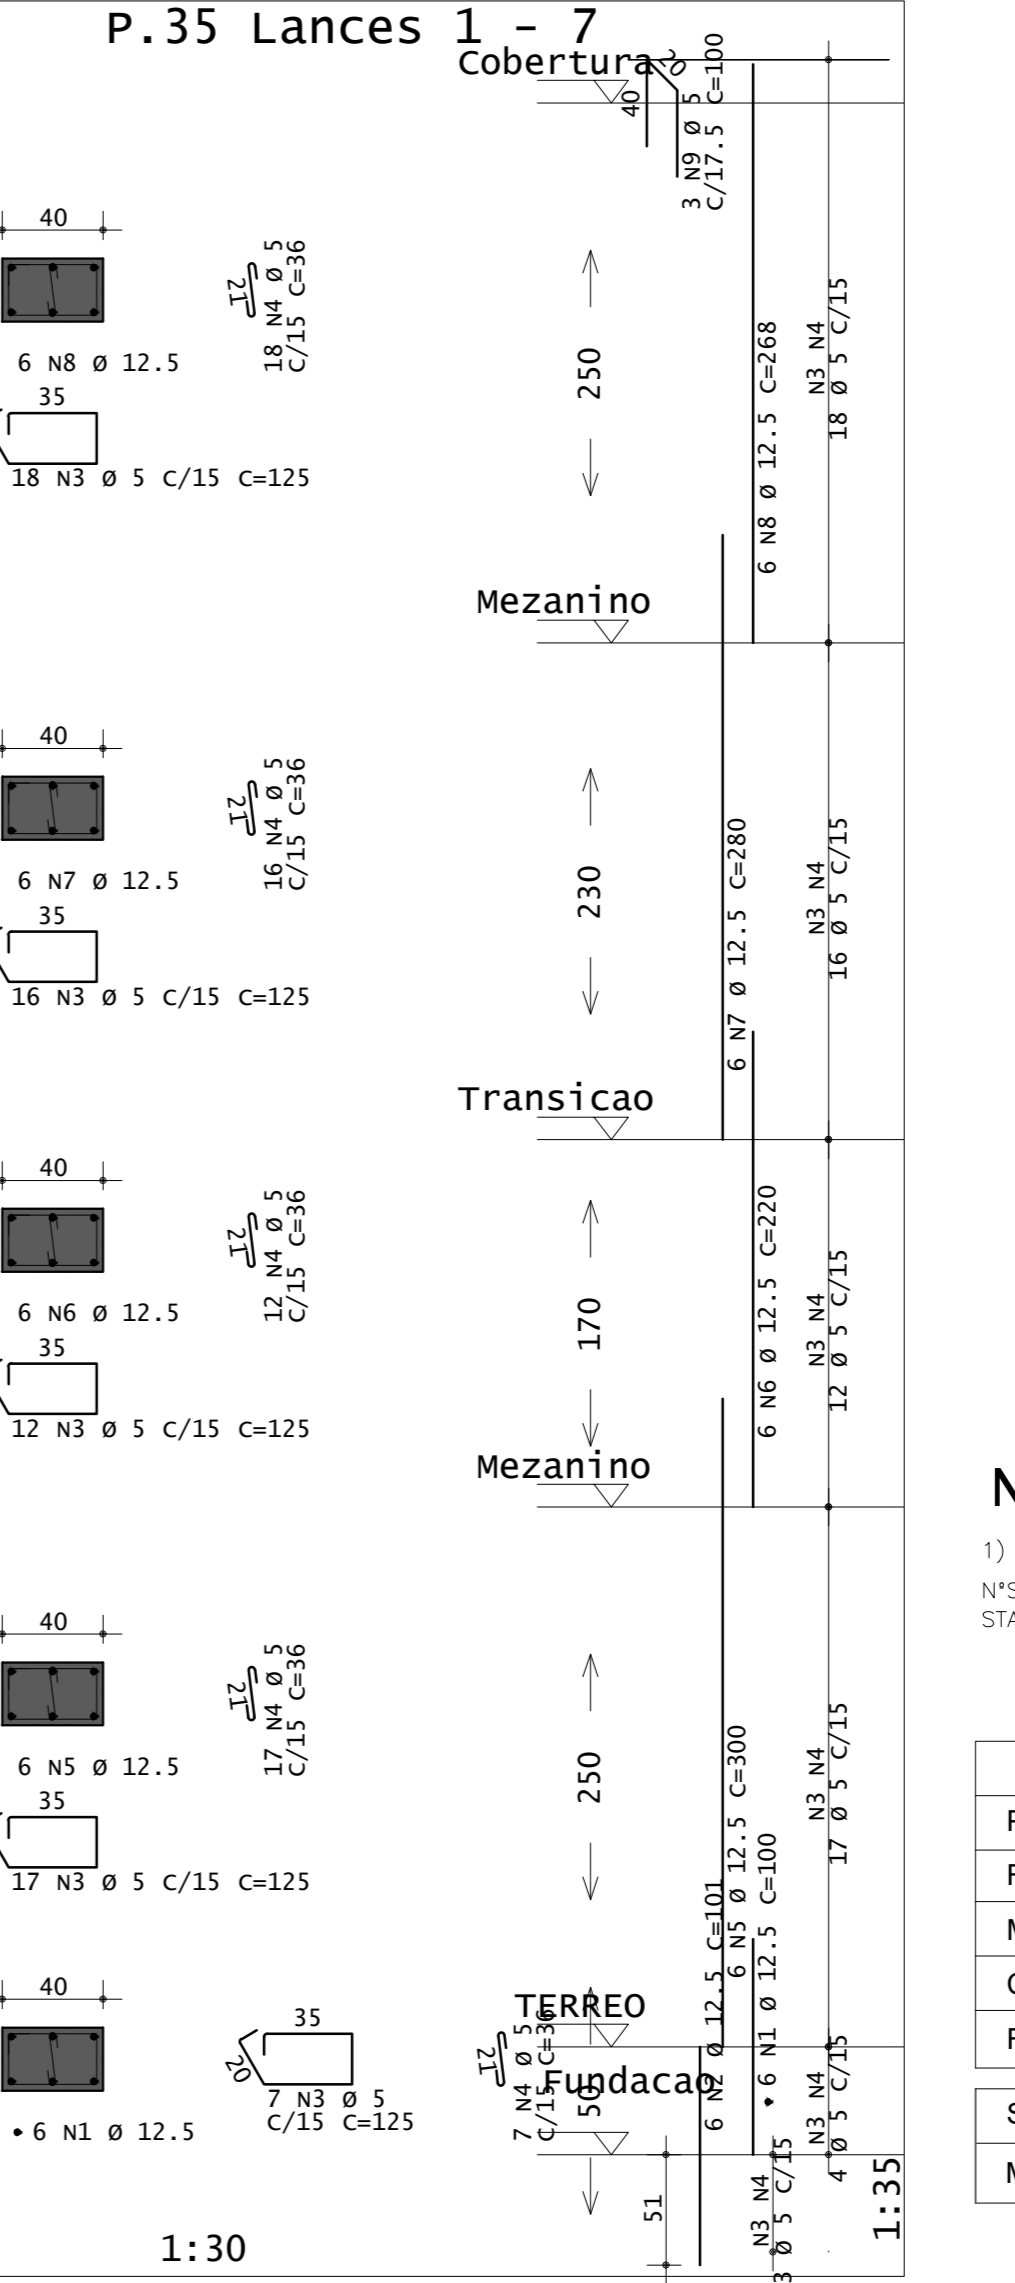 P.35 Lances 1 - 7
Cobertura
20
40
3 N9 Ø 5
C/17.5 C=100
40
6 N8 Ø 12.5
35
18 N3 Ø 5 C/15 C=125
21
18 N4 Ø 5
C/15 C=36
250
6 N8 Ø 12.5 C=268
N3 N4
18 Ø 5 C/15
Mezanino
40
6 N7 Ø 12.5
35
16 N3 Ø 5 C/15 C=125
21
16 N4 Ø 5
C/15 C=36
230
6 N7 Ø 12.5 C=280
N3 N4
16 Ø 5 C/15
Transicao
40
6 N6 Ø 12.5
35
12 N3 Ø 5 C/15 C=125
21
12 N4 Ø 5
C/15 C=36
170
6 N6 Ø 12.5 C=220
N3 N4
12 Ø 5 C/15
Mezanino
40
6 N5 Ø 12.5
35
17 N3 Ø 5 C/15 C=125
21
17 N4 Ø 5
C/15 C=36
250
6 N5 Ø 12.5 C=300
N3 N4
17 Ø 5 C/15
TERREO
40
6 N1 Ø 12.5
35
20
7 N3 Ø 5
C/15 C=125
21
7 N4 Ø 5
C/15 C=36
50
Fundacao
6 N2 Ø 12.5 C=101
6 N1 Ø 12.5 C=100
N3 N4
4 Ø 5 C/15
51
N3 N4
3 Ø 5 C/15
1:30
1:35
N
1)
N°S
STA
M
S
M